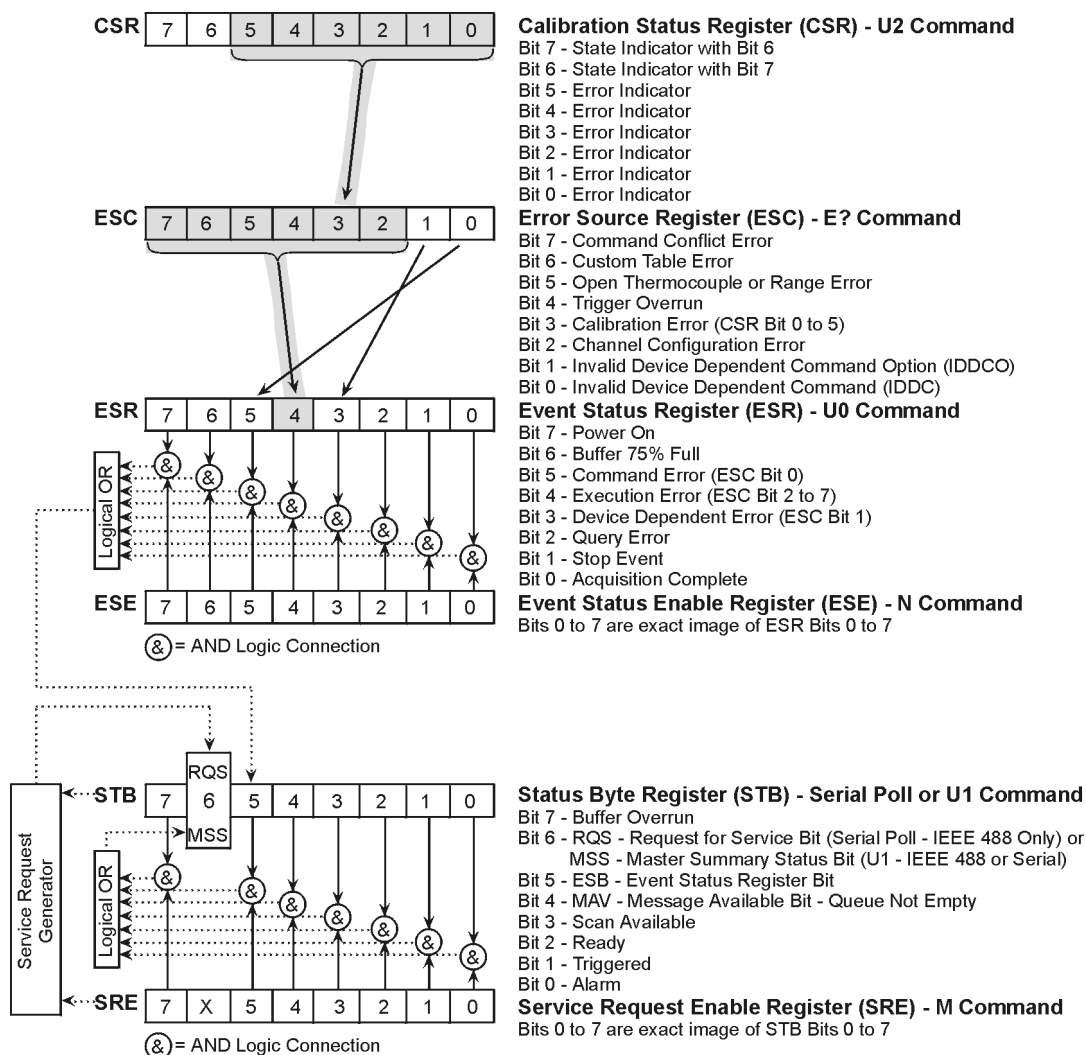 CSR 7 6 5 4 3 2 1 0
Calibration Status Register (CSR) - U2 Command
Bit 7 - State Indicator with Bit 6
Bit 6 - State Indicator with Bit 7
Bit 5 - Error Indicator
Bit 4 - Error Indicator
Bit 3 - Error Indicator
Bit 2 - Error Indicator
Bit 1 - Error Indicator
Bit 0 - Error Indicator
ESC 7 6 5 4 3 2 1 0
Error Source Register (ESC) - E? Command
Bit 7 - Command Conflict Error
Bit 6 - Custom Table Error
Bit 5 - Open Thermocouple or Range Error
Bit 4 - Trigger Overrun
Bit 3 - Calibration Error (CSR Bit 0 to 5)
Bit 2 - Channel Configuration Error
Bit 1 - Invalid Device Dependent Command Option (IDDCO)
Bit 0 - Invalid Device Dependent Command (IDDC)
ESR 7 6 5 4 3 2 1 0
Event Status Register (ESR) - U0 Command
Bit 7 - Power On
Bit 6 - Buffer 75% Full
Bit 5 - Command Error (ESC Bit 0)
Bit 4 - Execution Error (ESC Bit 2 to 7)
Bit 3 - Device Dependent Error (ESC Bit 1)
Bit 2 - Query Error
Bit 1 - Stop Event
Bit 0 - Acquisition Complete
Logical OR
& & & & & & & &
ESE 7 6 5 4 3 2 1 0
Event Status Enable Register (ESE) - N Command
Bits 0 to 7 are exact image of ESR Bits 0 to 7
& = AND Logic Connection
RQS
STB 7 6 5 4 3 2 1 0
MSS
Status Byte Register (STB) - Serial Poll or U1 Command
Bit 7 - Buffer Overrun
Bit 6 - RQS - Request for Service Bit (Serial Poll - IEEE 488 Only) or
MSS - Master Summary Status Bit (U1 - IEEE 488 or Serial)
Bit 5 - ESB - Event Status Register Bit
Bit 4 - MAV - Message Available Bit - Queue Not Empty
Bit 3 - Scan Available
Bit 2 - Ready
Bit 1 - Triggered
Bit 0 - Alarm
Service Request
Generator
Logical OR
& & & & & & &
SRE 7 X 5 4 3 2 1 0
Service Request Enable Register (SRE) - M Command
Bits 0 to 7 are exact image of STB Bits 0 to 7
& = AND Logic Connection